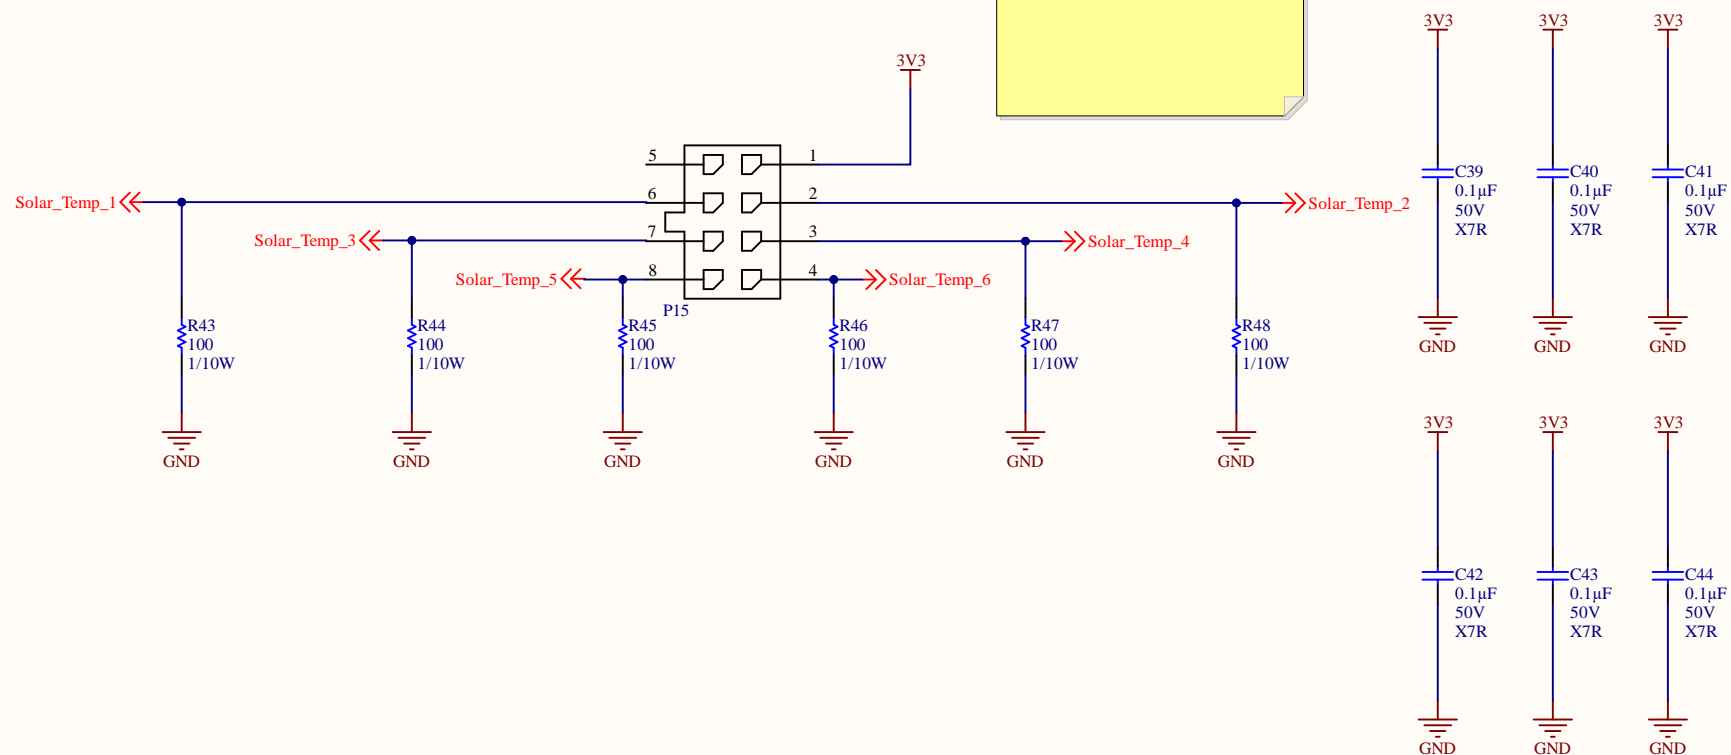 3V3
3V3
3V3
3V3
5
1
6
2
7
3
8
4
P15
Solar_Temp_1
Solar_Temp_2
Solar_Temp_3
Solar_Temp_4
Solar_Temp_5
Solar_Temp_6
R43
100
1/10W
R44
100
1/10W
R45
100
1/10W
R46
100
1/10W
R47
100
1/10W
R48
100
1/10W
GND
GND
GND
GND
GND
GND
C39
0.1µF
50V
X7R
C40
0.1µF
50V
X7R
C41
0.1µF
50V
X7R
GND
GND
GND
3V3
3V3
3V3
C42
0.1µF
50V
X7R
C43
0.1µF
50V
X7R
C44
0.1µF
50V
X7R
GND
GND
GND